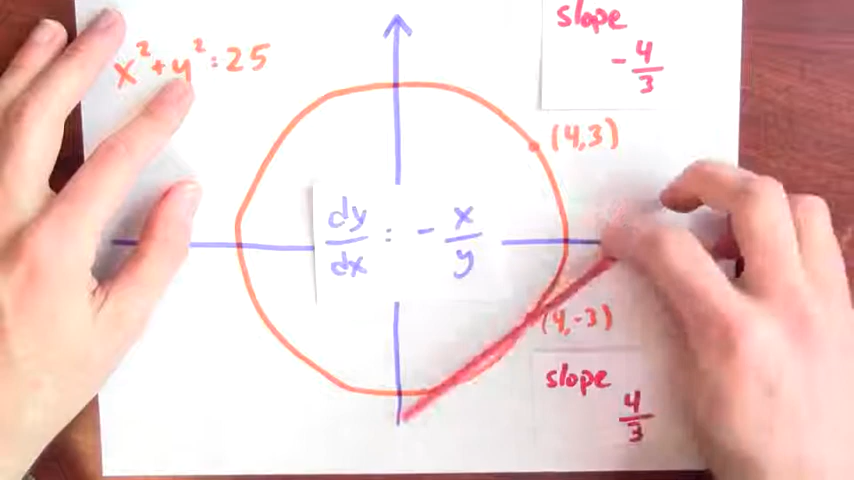 x² + y² = 25
slope
- 4/3
(4,3)
dy/dx = - x/y
(4,-3)
slope
4/3